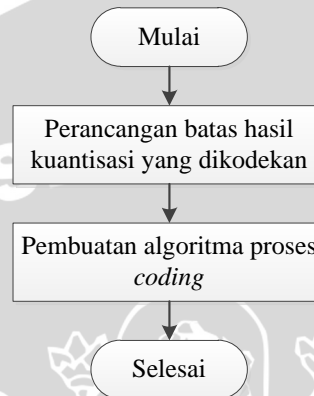 Mulai
Perancangan batas hasil
kuantisasi yang dikodekan
Pembuatan algoritma proses
coding
Selesai